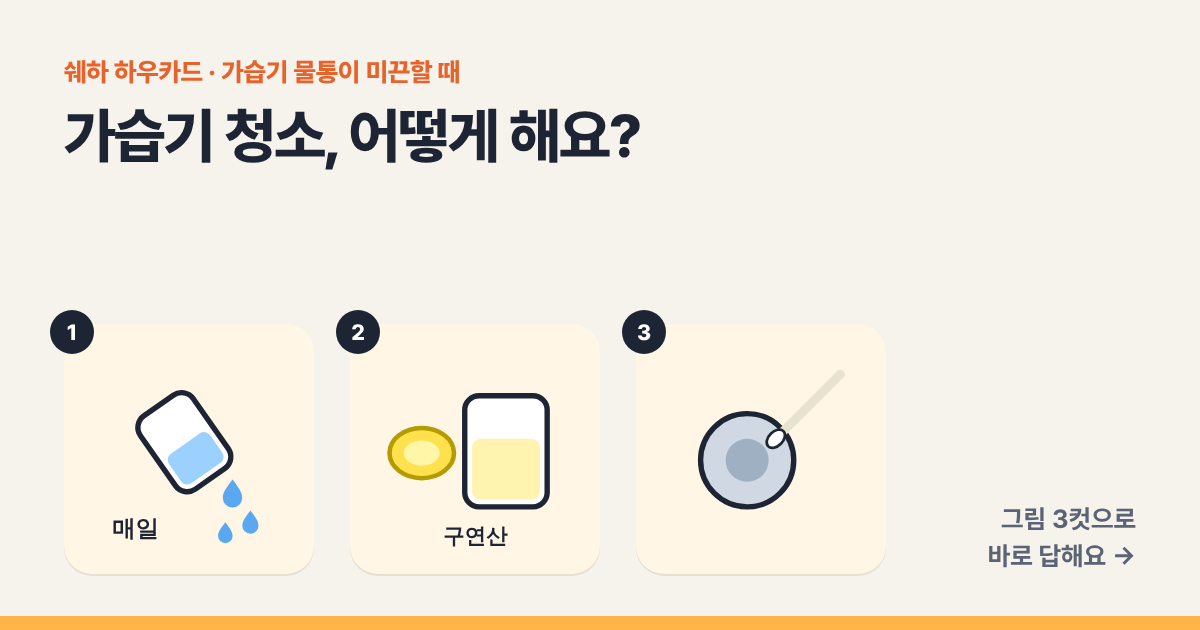 쉐하 하우카드 · 가습기 물통이 미끈할 때
가습기 청소, 어떻게 해요?
1
2
3
매일
구연산
그림 3컷으로
바로 답해요 →